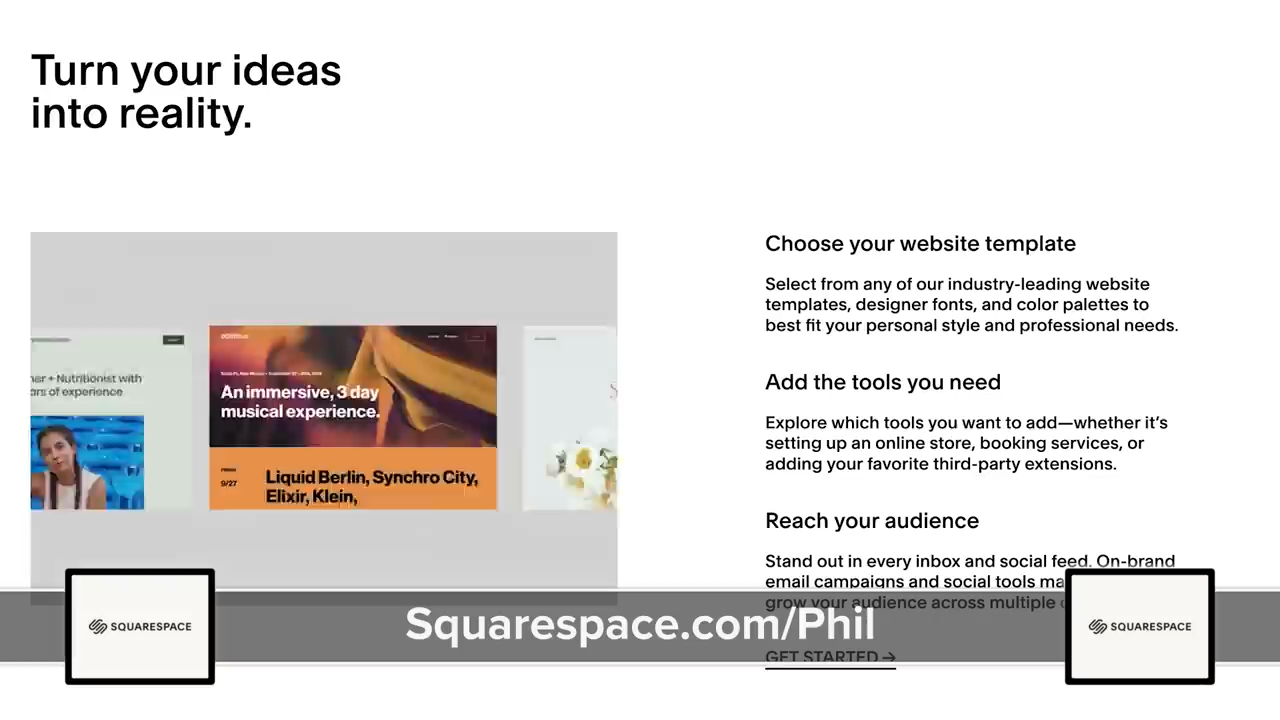 Turn your ideas
into reality.
Choose your website template
Select from any of our industry-leading website
templates, designer fonts, and color palettes to
best fit your personal style and professional needs.
Add the tools you need
Explore which tools you want to add—whether it's
setting up an online store, booking services, or
adding your favorite third-party extensions.
Reach your audience
Stand out in every inbox and social feed. On-brand
email campaigns and social tools
grow your audience across multiple
GET STARTED →
+ Nutritionist with
of experience
An immersive, 3 day
musical experience.
9/27
Liquid Berlin, Synchro City,
Elixir, Klein,
SQUARESPACE
Squarespace.com/Phil
SQUARESPACE